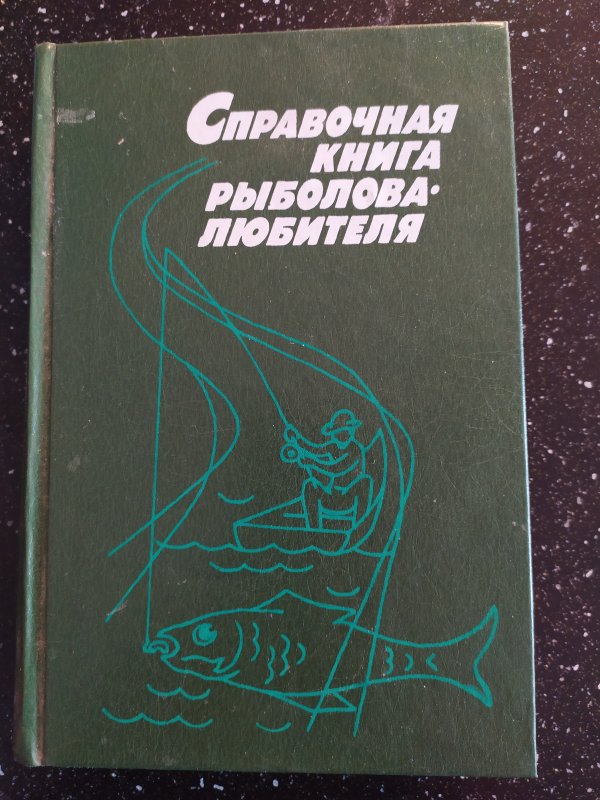 Справочная
книга
рыболова-
любителя